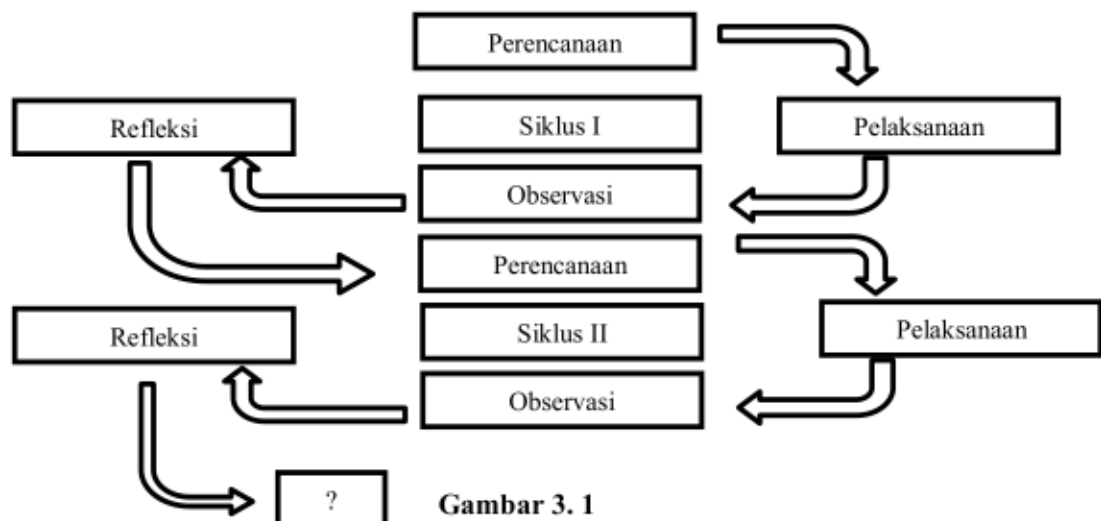 Perencanaan
Refleksi
Siklus I
Pelaksanaan
Observasi
Perencanaan
Refleksi
Siklus II
Pelaksanaan
Observasi
?
Gambar 3. 1